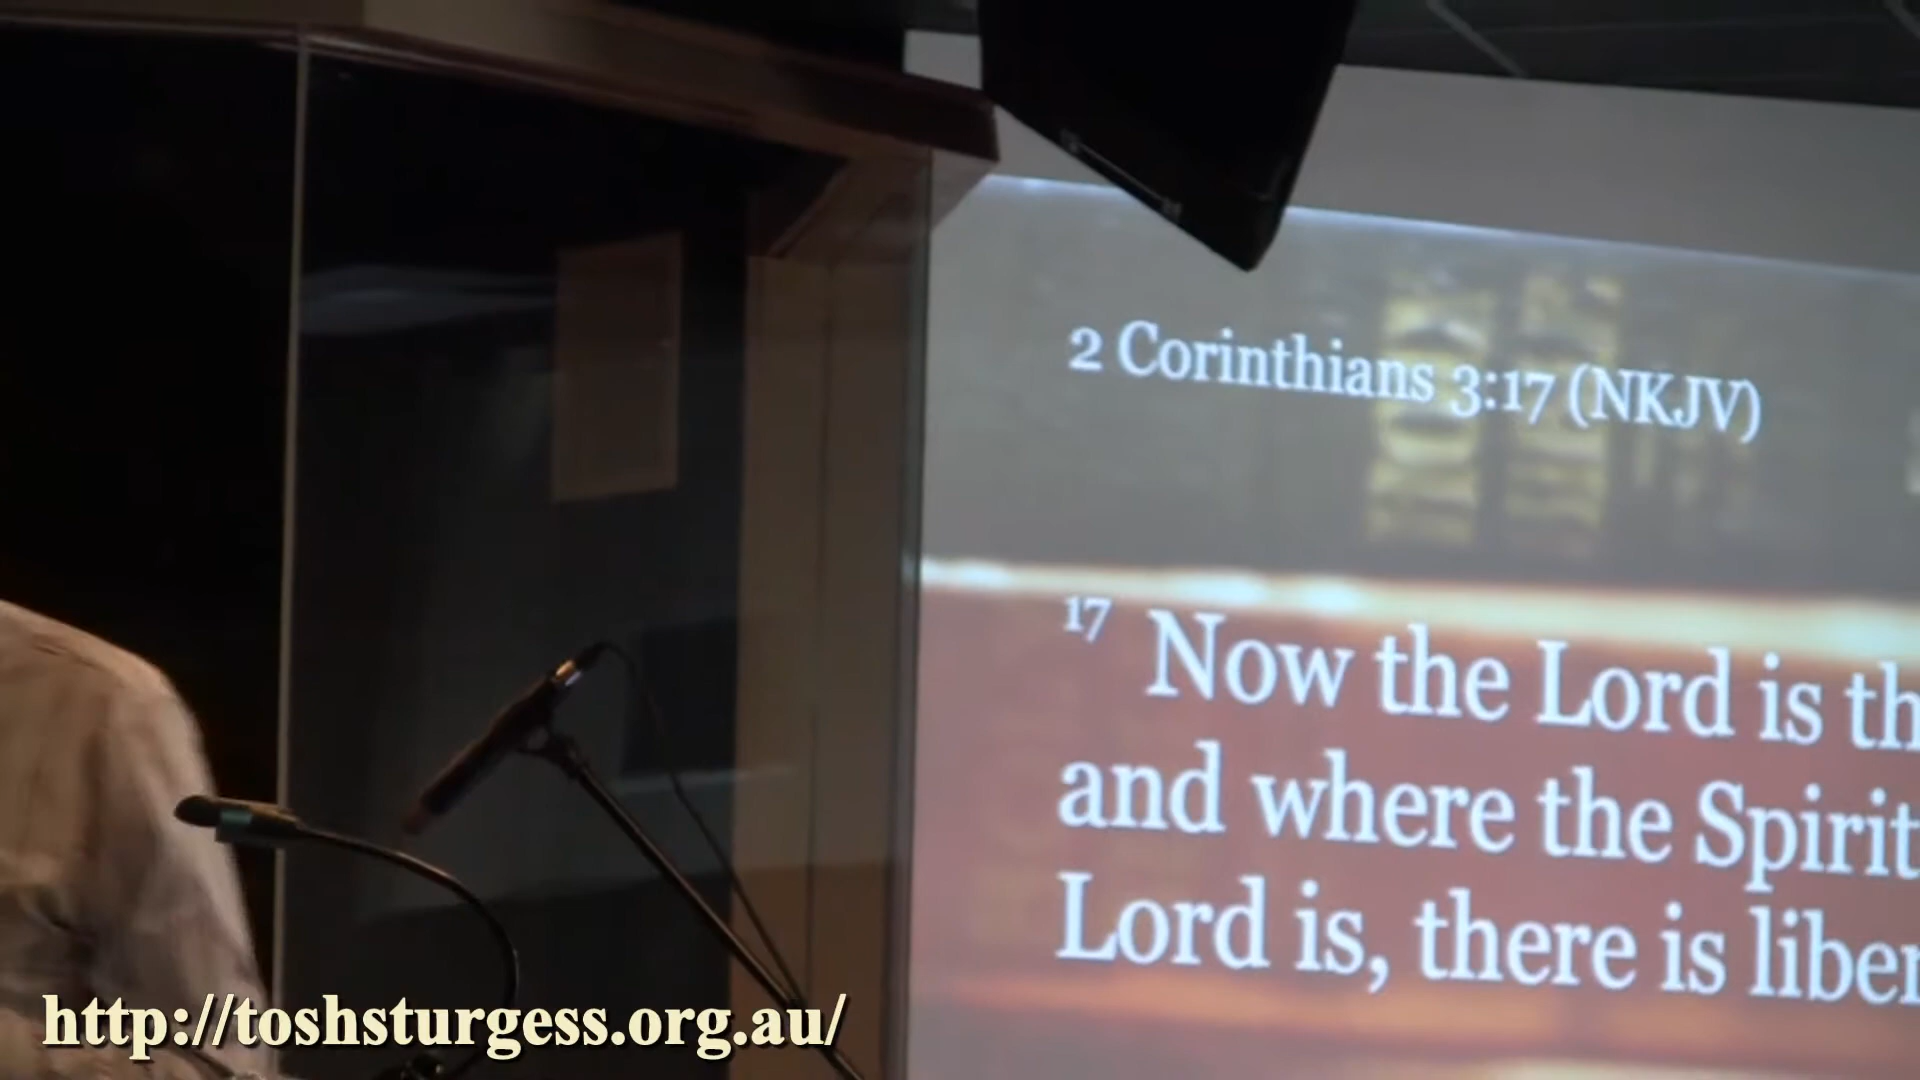 2 Corinthians 3:17 (NKJV)
17 Now the Lord is th
and where the Spirit
Lord is, there is liber
http://toshsturgess.org.au/